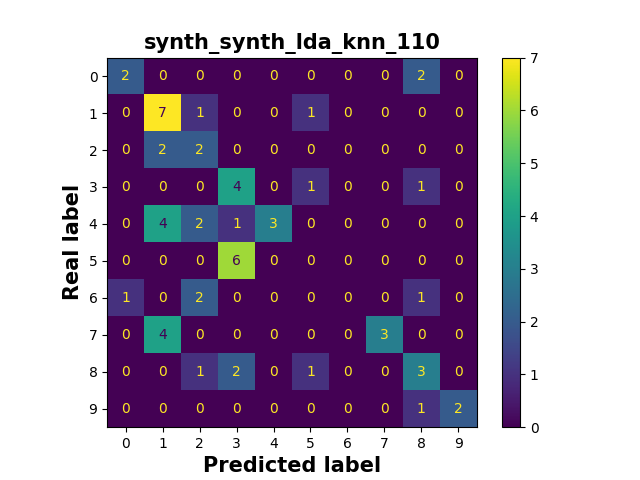 synth_synth_lda_knn_110
0 2 0 0 0 0 0 0 0 2 0
1 0 7 1 0 0 1 0 0 0 0
2 0 2 2 0 0 0 0 0 0 0
3 0 0 0 4 0 1 0 0 1 0
4 0 4 2 1 3 0 0 0 0 0
5 0 0 0 6 0 0 0 0 0 0
6 1 0 2 0 0 0 0 0 1 0
7 0 4 0 0 0 0 0 3 0 0
8 0 0 1 2 0 1 0 0 3 0
9 0 0 0 0 0 0 0 0 1 2
0 1 2 3 4 5 6 7 8 9
Real label
Predicted label
7
6
5
4
3
2
1
0